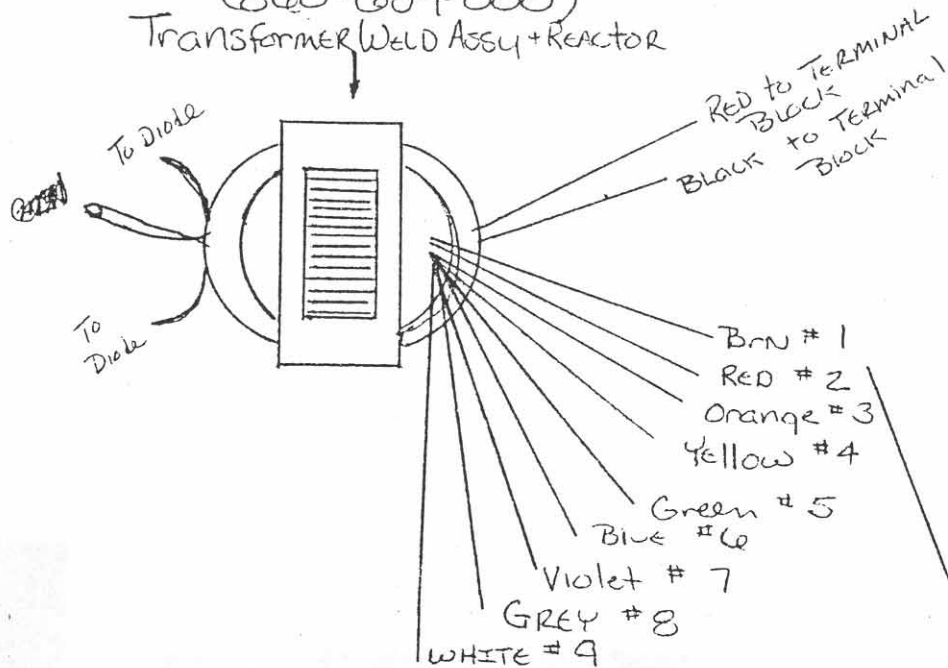 Transformer Weld Assy + Reactor
To Diode
Red to Terminal
Block
Black to Terminal
Block
To
Diode
Brn # 1
Red # 2
Orange # 3
Yellow # 4
Green # 5
Blue # 6
Violet # 7
Grey # 8
White # 9